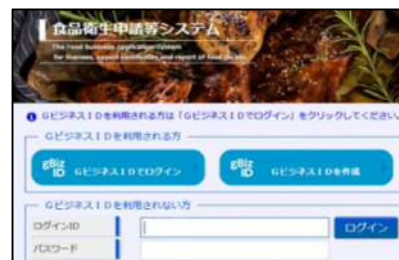 食品衛生申請等システム
The Food business application system
for licenses, export certificates and report of food recalls
GビジネスIDを利用される方は「GビジネスIDでログイン」をクリックしてください。
GビジネスIDを利用される方
gBiz ID GビジネスIDでログイン
gBiz ID GビジネスIDを作成
GビジネスIDを利用されない方
ログインID ログイン
パスワード